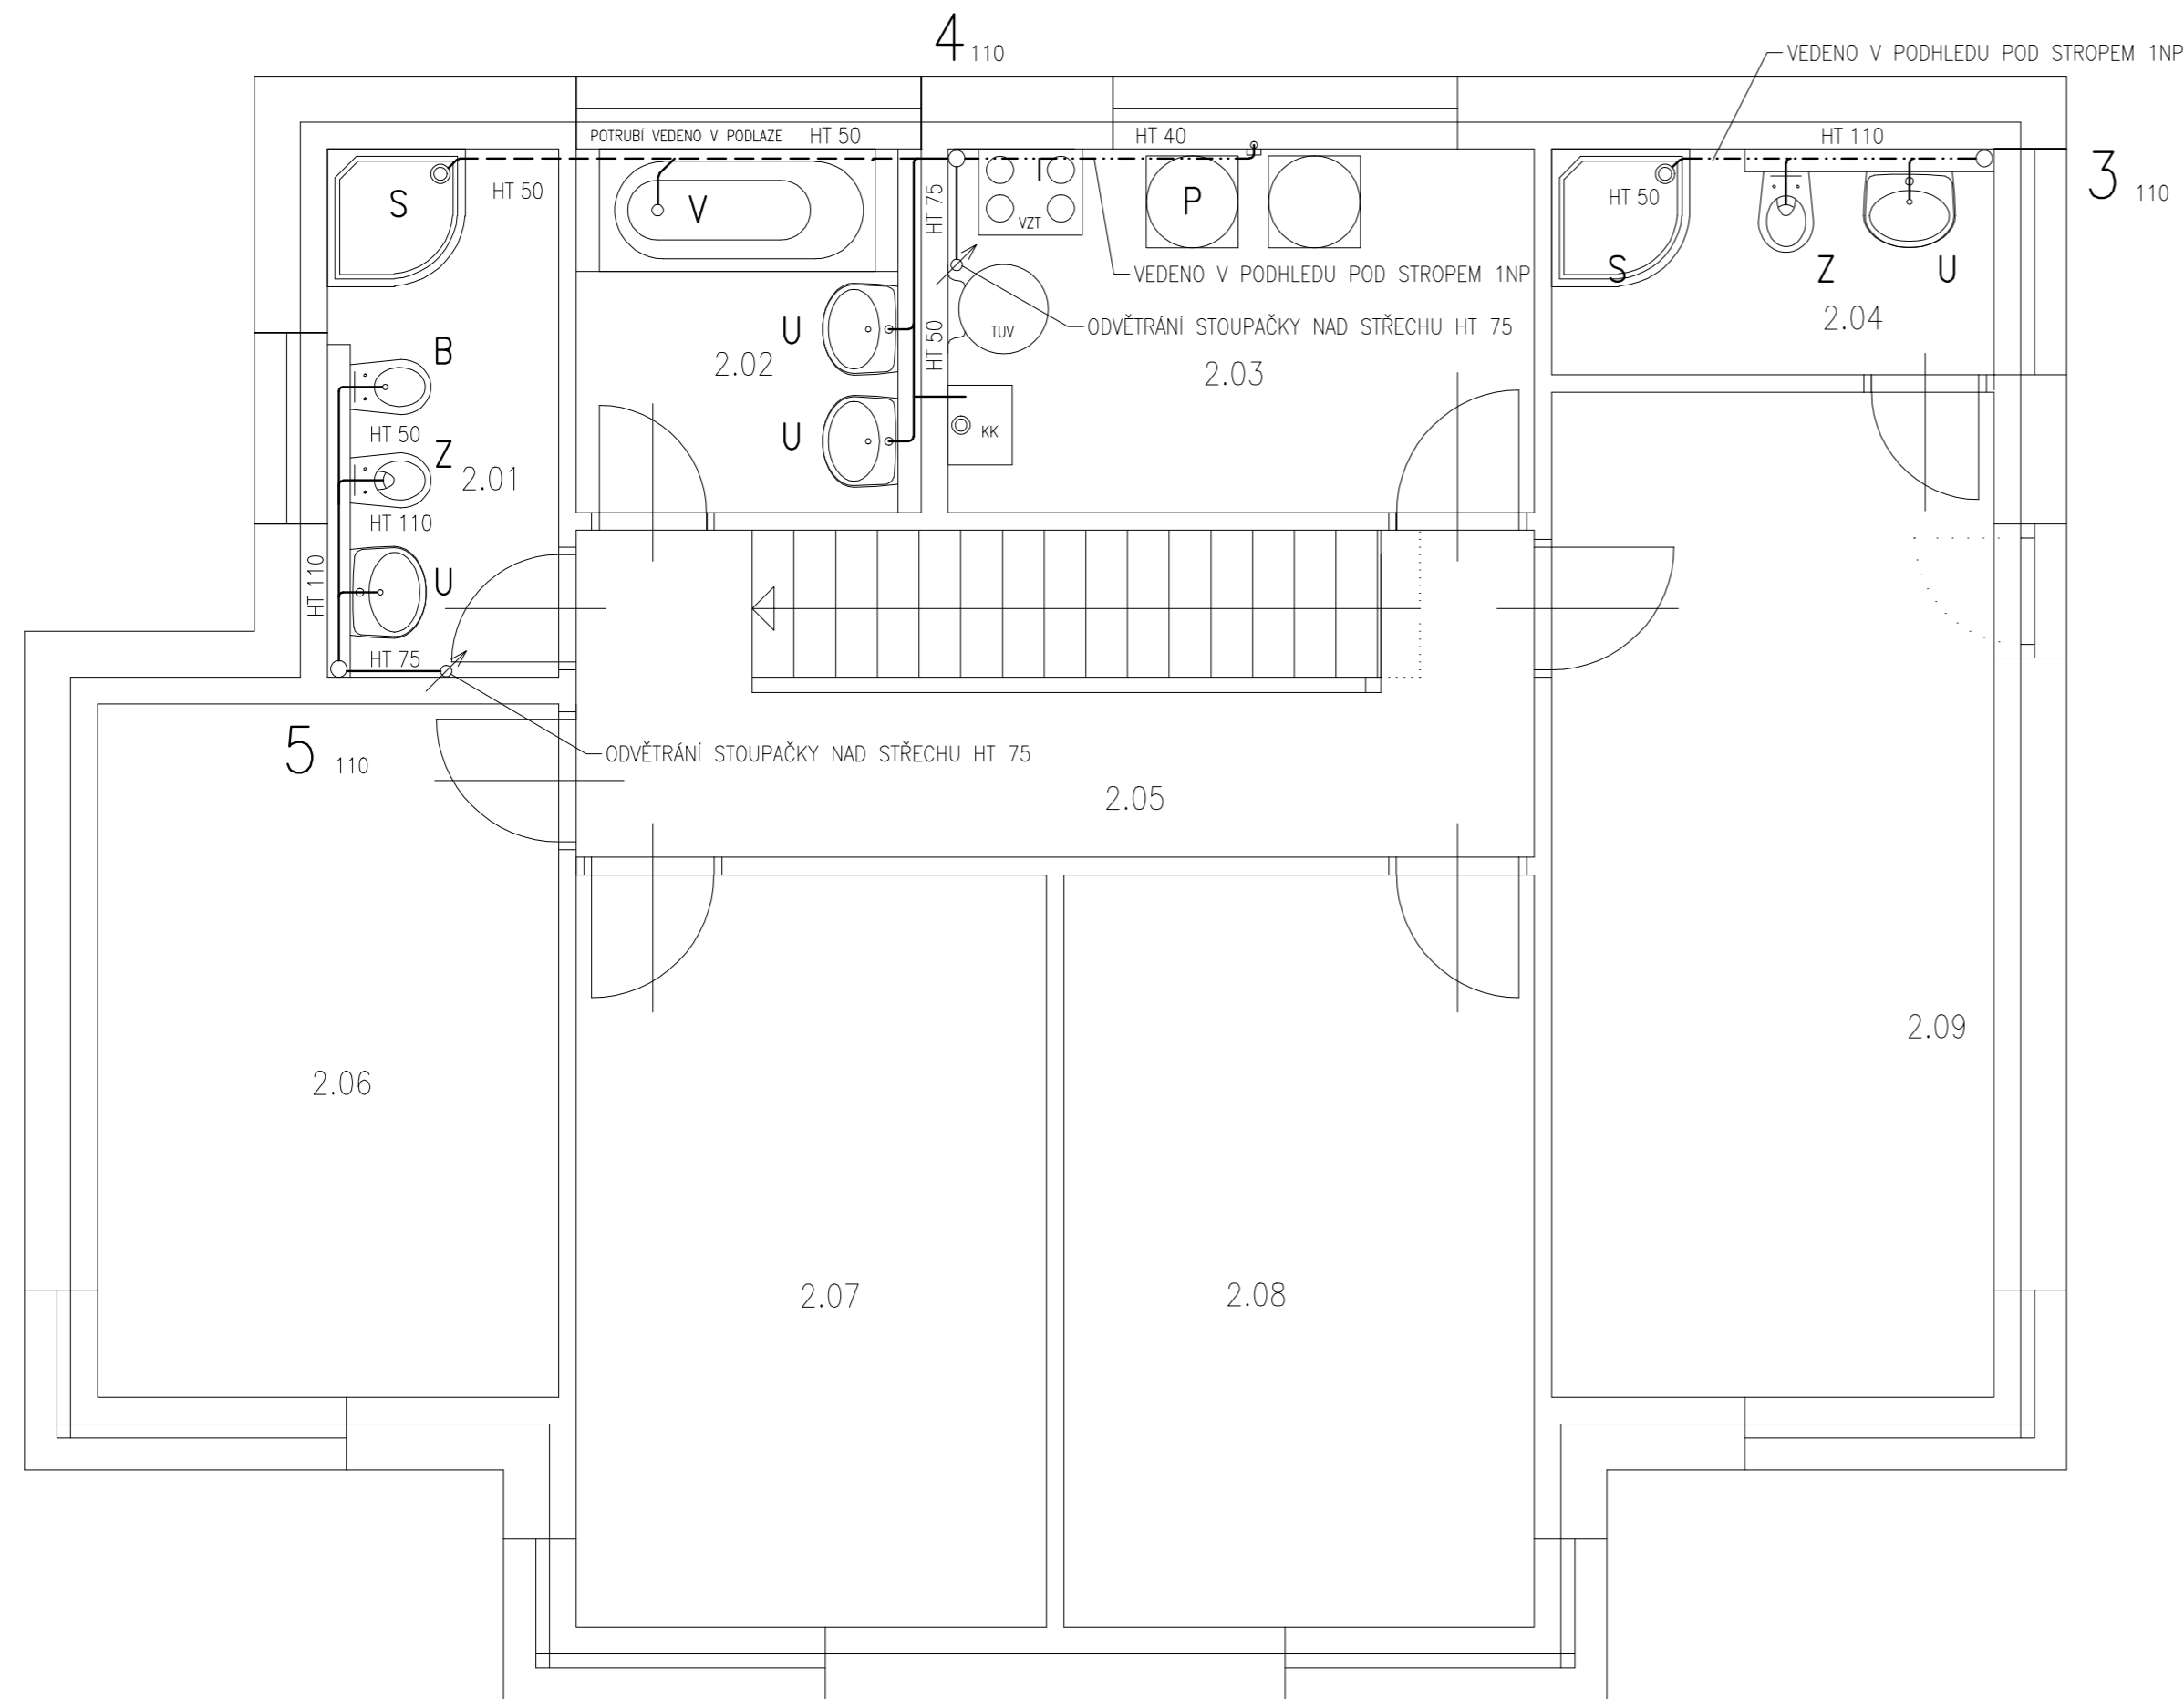 4 110
VEDENO V PODHLEDU POD STROPEM 1NP
POTRUBÍ VEDENO V PODLAZE HT 50
HT 40
HT 110
3 110
S
HT 50
V
HT 75
VZT
P
HT 50
S
Z
U
2.04
VEDENO V PODHLEDU POD STROPEM 1NP
ODVĚTRÁNÍ STOUPAČKY NAD STŘECHU HT 75
TUV
U
HT 50
2.02
2.03
B
HT 50
Z
2.01
U
KK
HT 110
HT 110
U
HT 75
5 110
ODVĚTRÁNÍ STOUPAČKY NAD STŘECHU HT 75
2.05
2.09
2.06
2.07
2.08